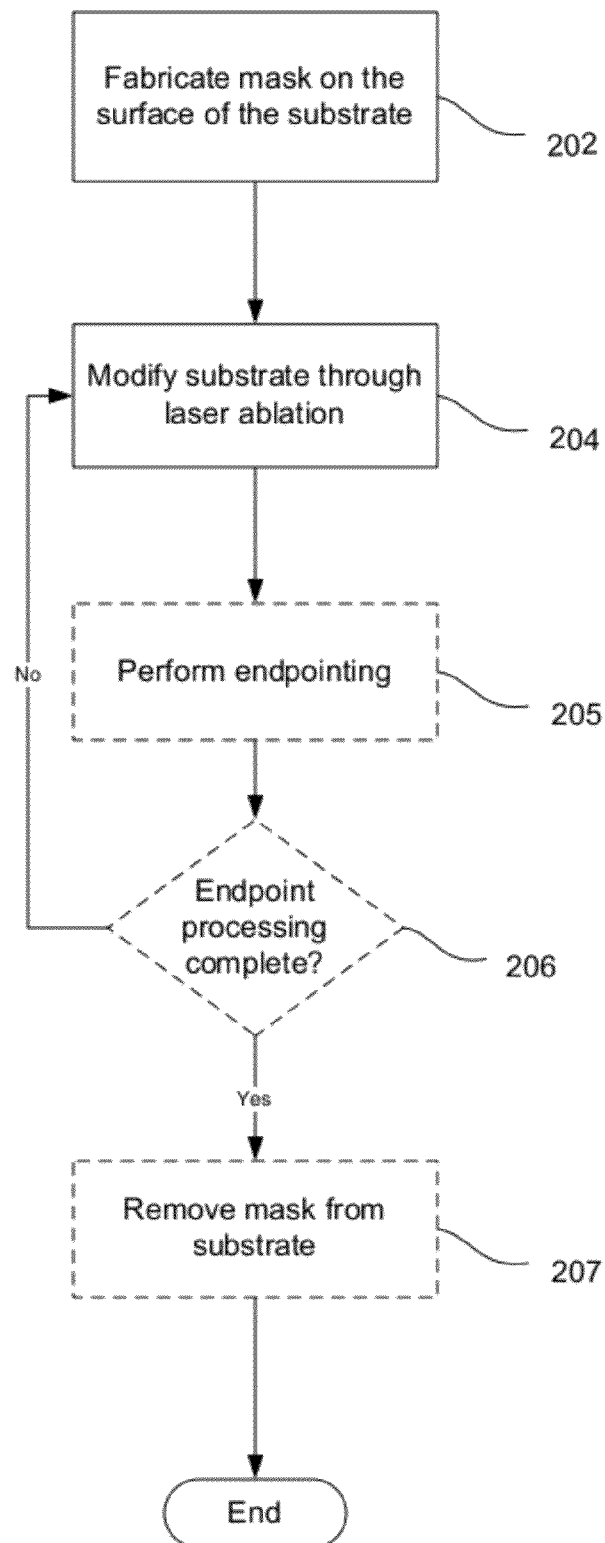 Fabricate mask on the
surface of the substrate
202
Modify substrate through
laser ablation
204
Perform endpointing
205
No
Endpoint
processing
complete?
206
Yes
Remove mask from
substrate
207
End